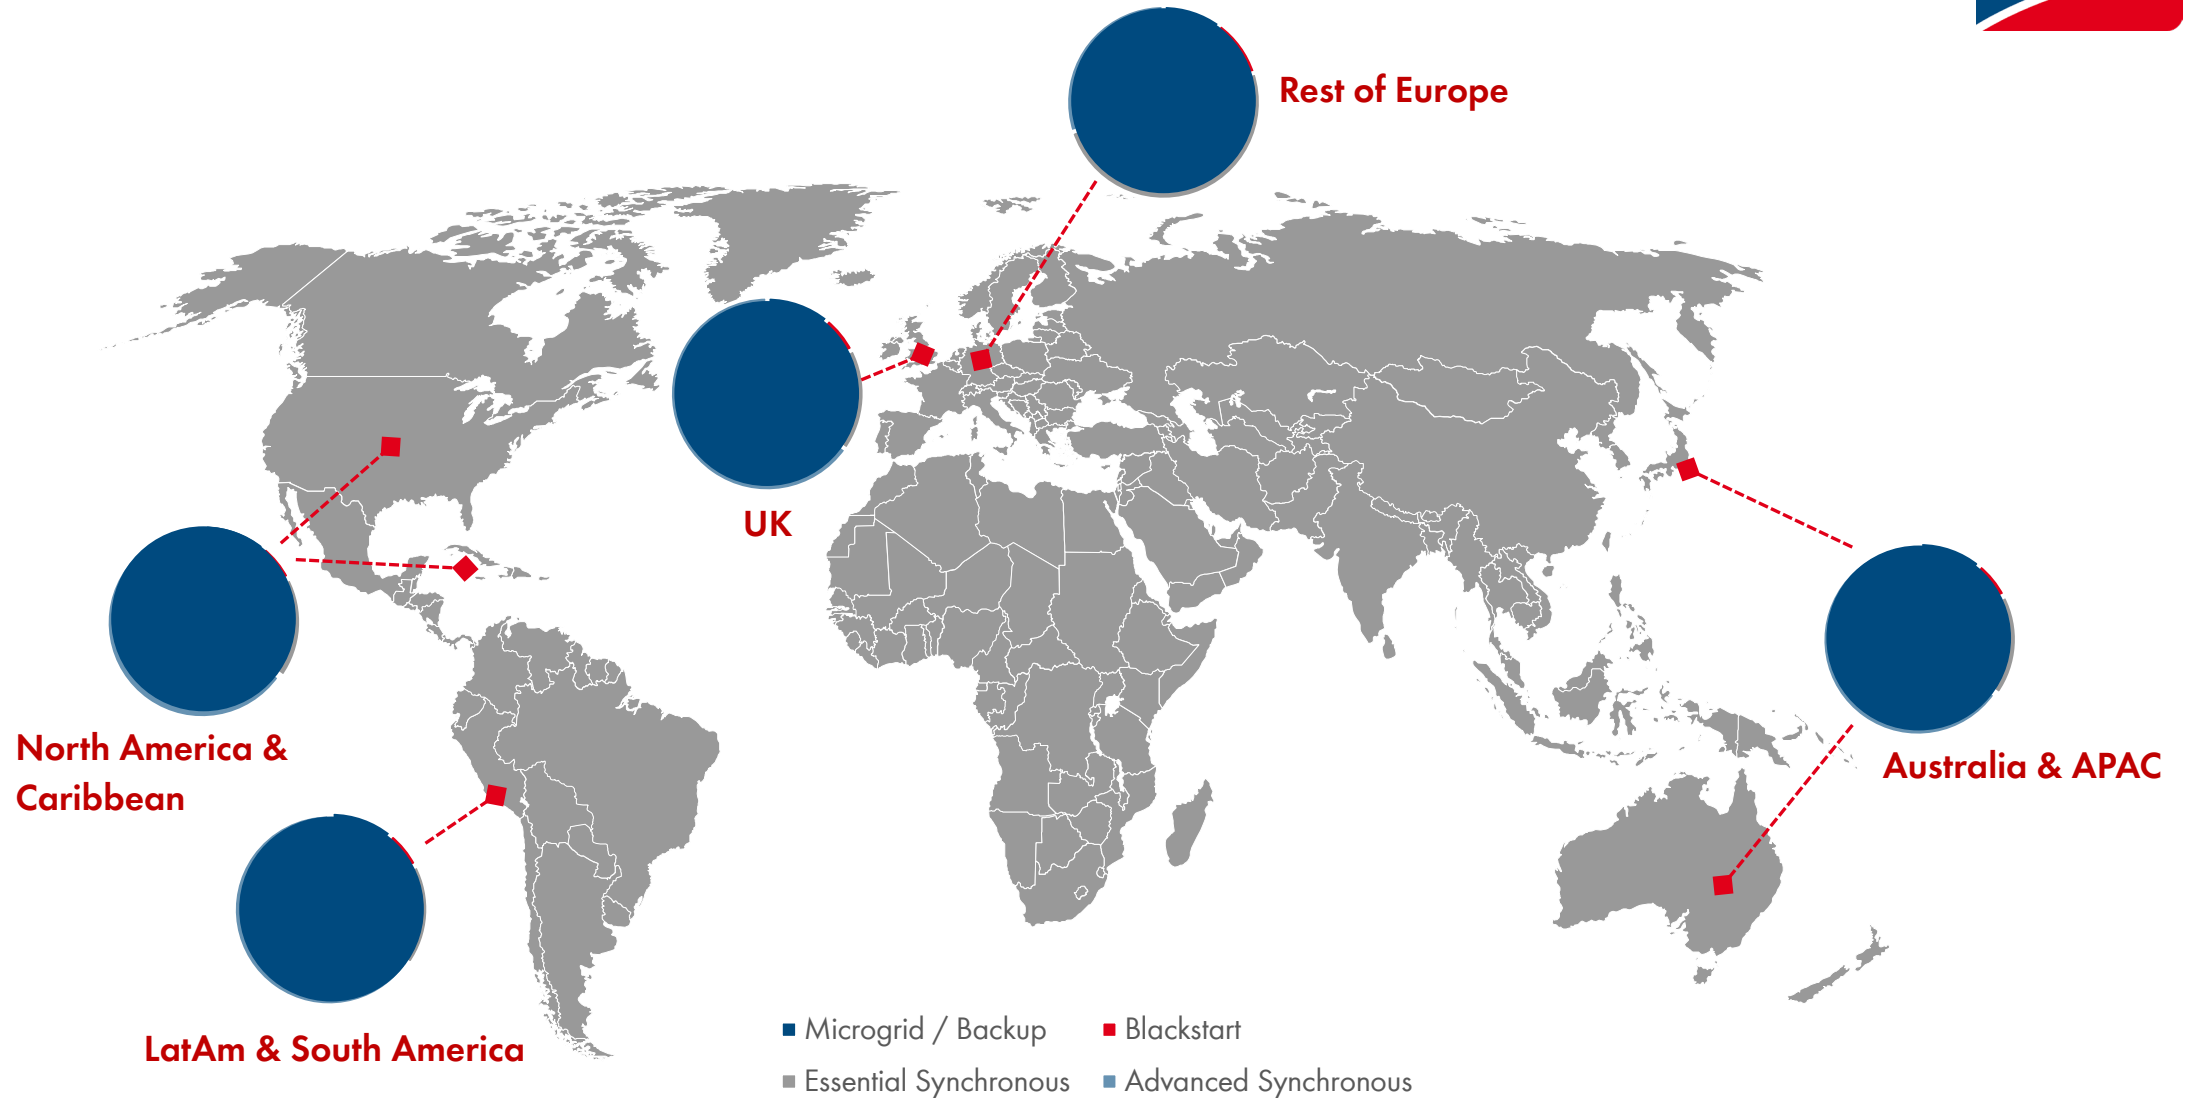 Rest of Europe
UK
North America &
Caribbean
Australia & APAC
LatAm & South America
Microgrid / Backup
Blackstart
Essential Synchronous
Advanced Synchronous